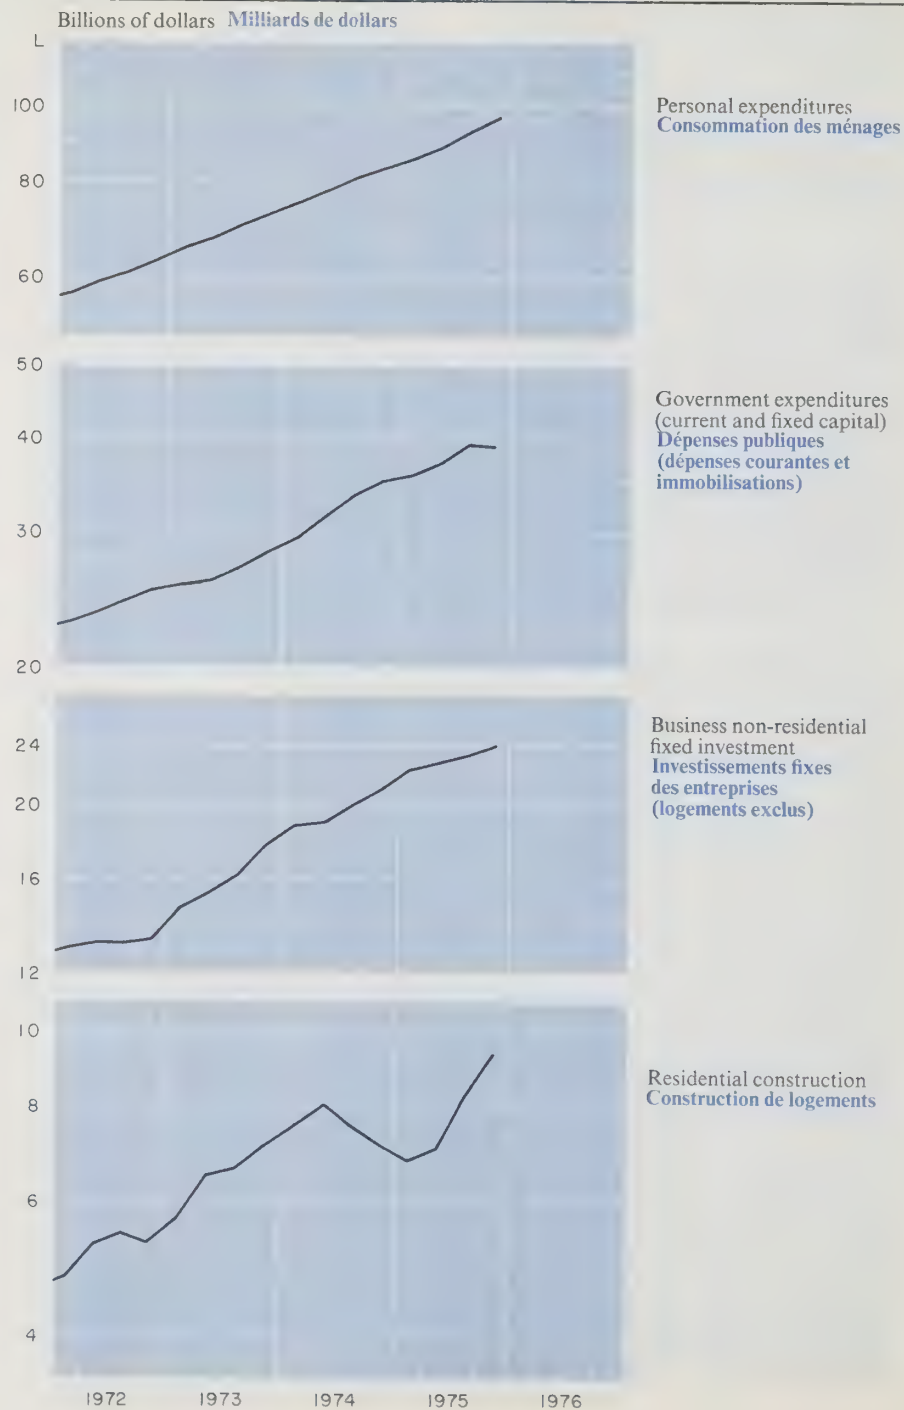 Billions of dollars Milliards de dollars
L
100
80
60
Personal expenditures
Consommation des ménages
50
40
30
20
Government expenditures
(current and fixed capital)
Dépenses publiques
(dépenses courantes et
immobilisations)
24
20
16
12
Business non-residential
fixed investment
Investissements fixes
des entreprises
(logements exclus)
10
8
6
4
Residential construction
Construction de logements
1972 1973 1974 1975 1976